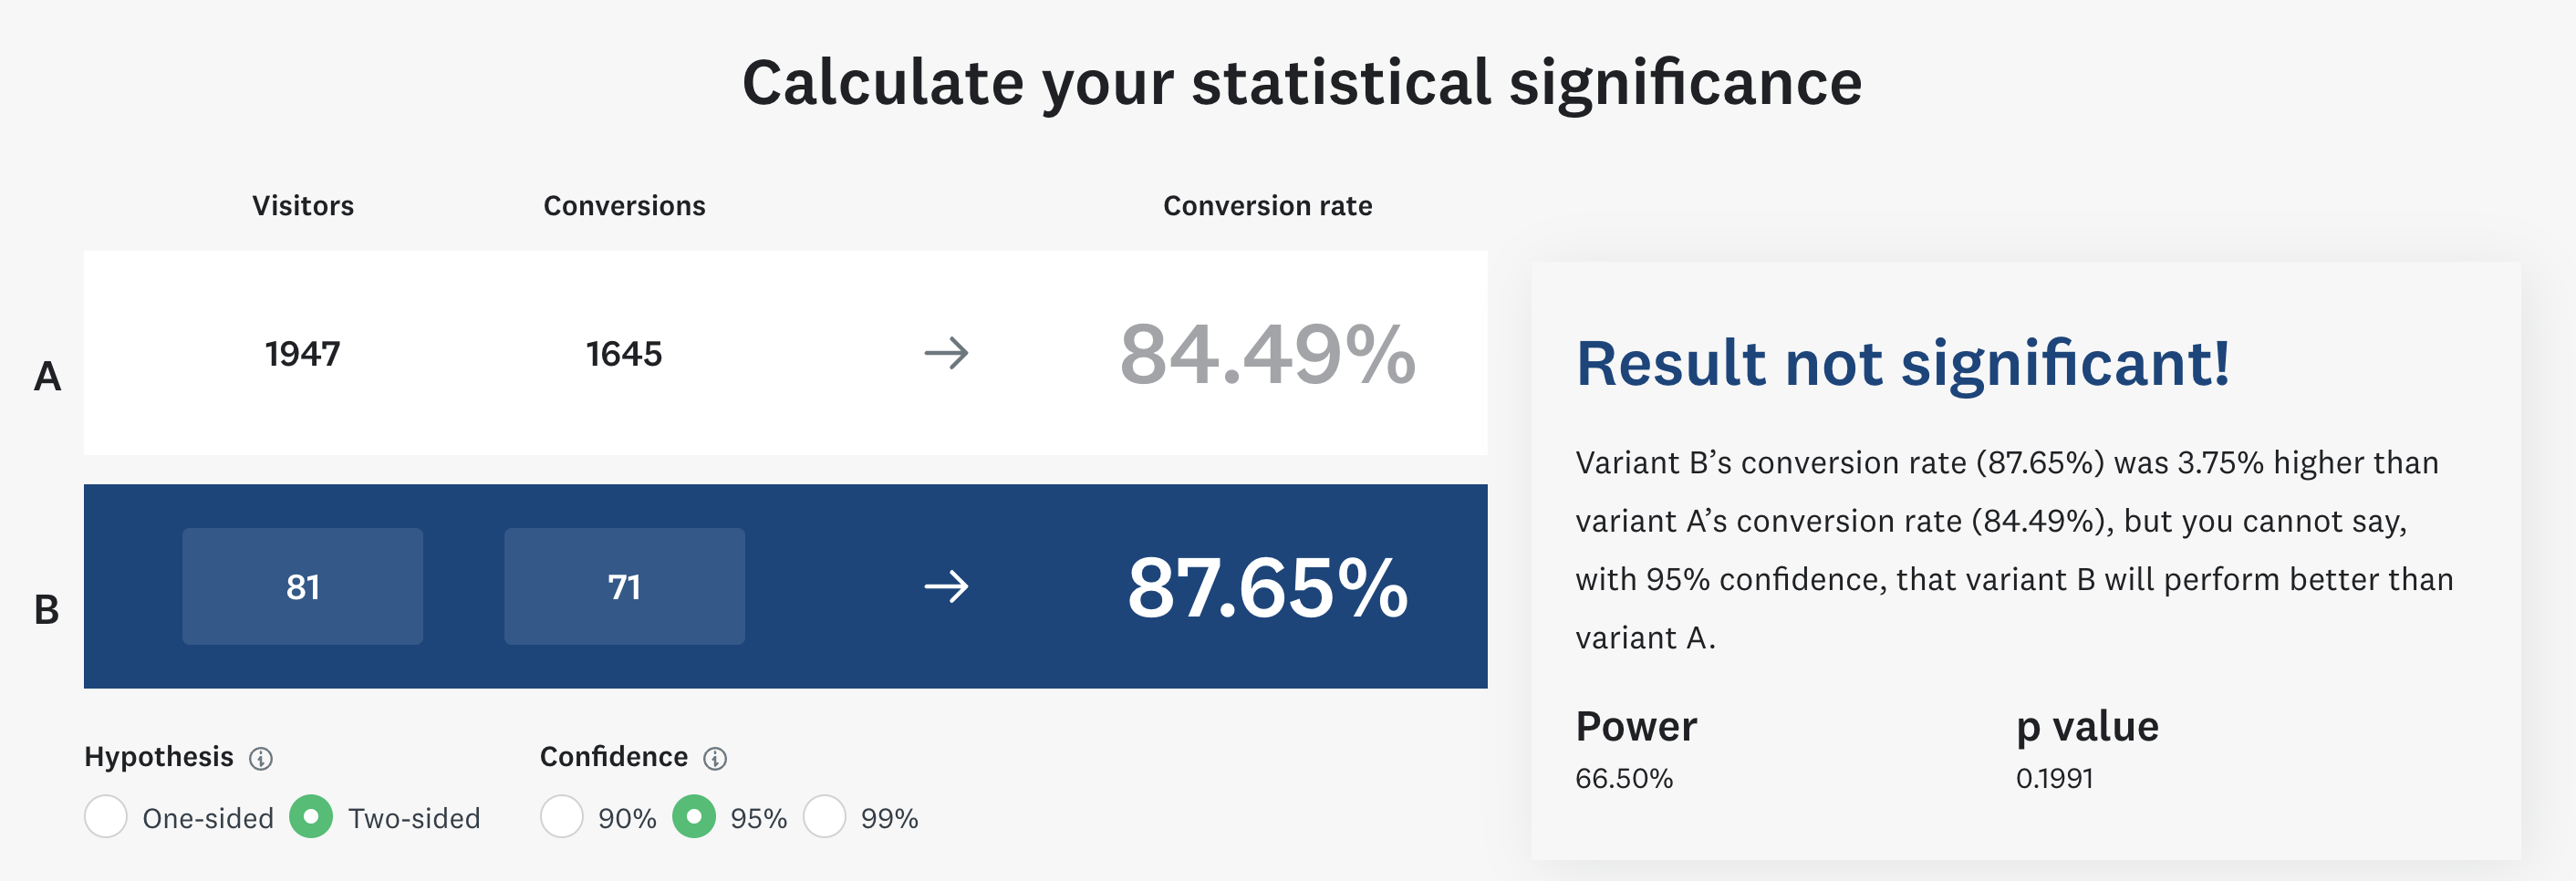 Calculate your statistical significance
Visitors Conversions Conversion rate
A 1947 1645 → 84.49%
B 81 71 → 87.65%
Hypothesis Confidence
One-sided Two-sided 90% 95% 99%
Result not significant!
Variant B’s conversion rate (87.65%) was 3.75% higher than
variant A’s conversion rate (84.49%), but you cannot say,
with 95% confidence, that variant B will perform better than
variant A.
Power p value
66.50% 0.1991